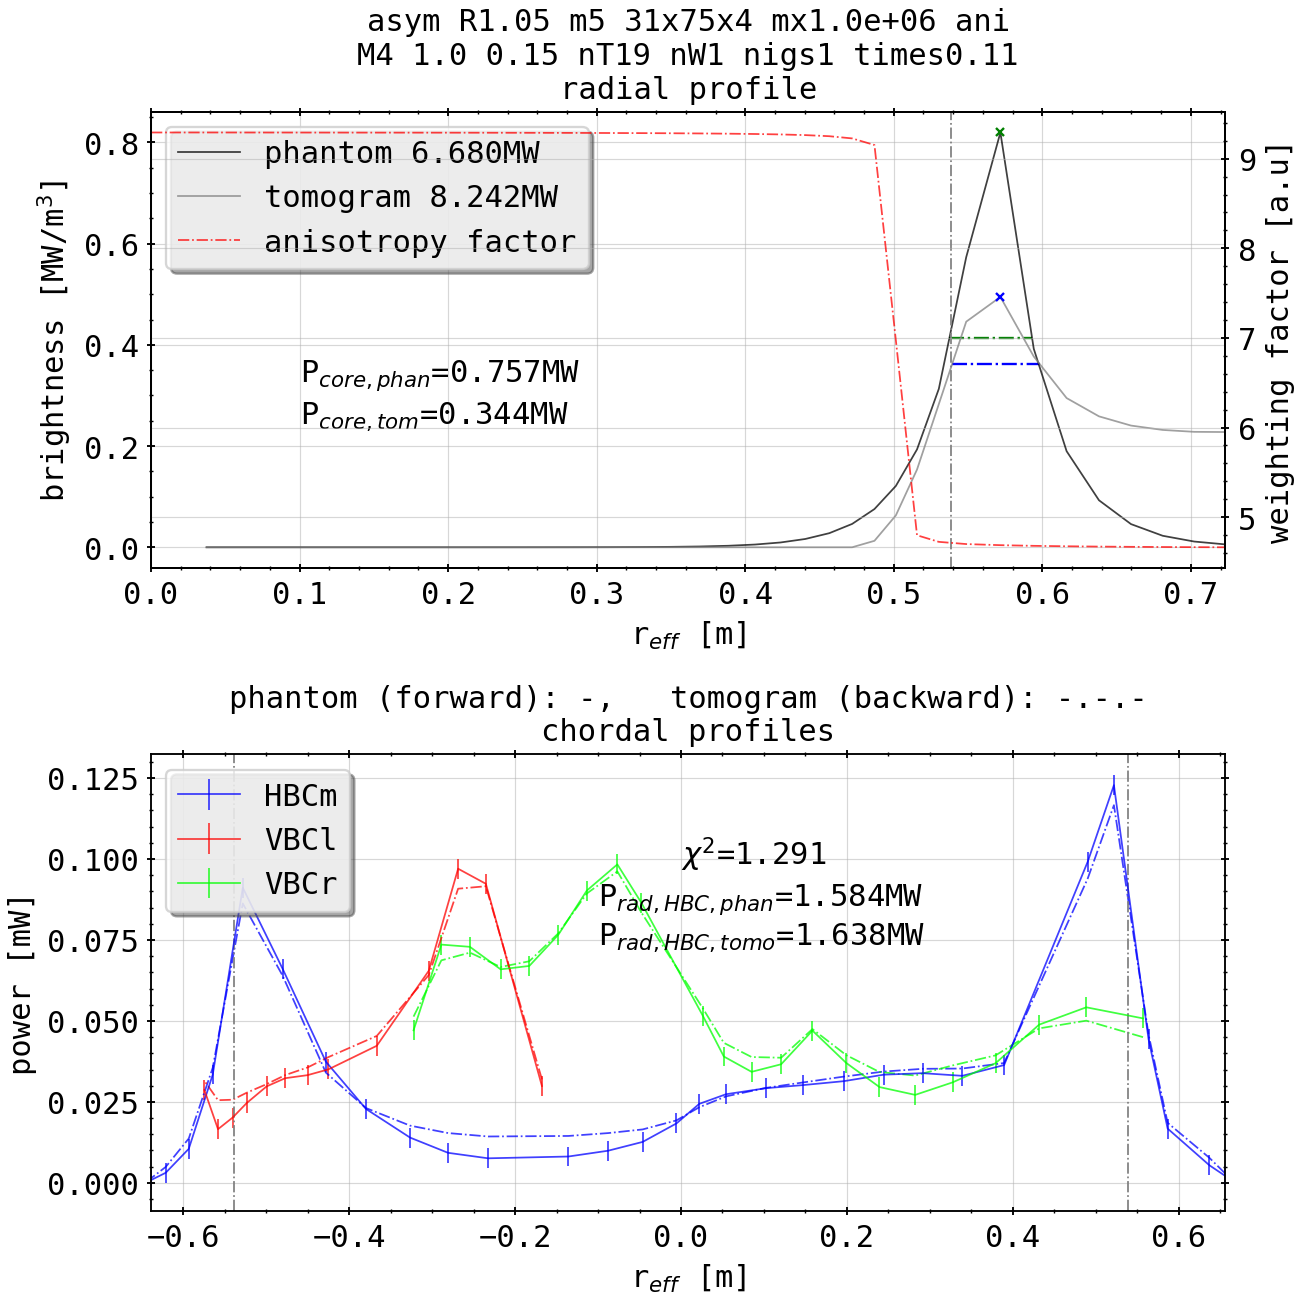 asym R1.05 m5 31x75x4 mx1.0e+06 ani
M4 1.0 0.15 nT19 nW1 nigs1 times0.11
radial profile
brightness [MW/m³]
0.8
0.6
0.4
0.2
0.0
phantom 6.680MW
tomogram 8.242MW
anisotropy factor
P_core,phan=0.757MW
P_core,tom=0.344MW
9
8
7
6
5
weighting factor [a.u]
0.0 0.1 0.2 0.3 0.4 0.5 0.6 0.7
r_eff [m]
phantom (forward): -,   tomogram (backward): -.-.-
chordal profiles
power [mW]
0.125
0.100
0.075
0.050
0.025
0.000
HBCm
VBCl
VBCr
χ²=1.291
P_rad,HBC,phan=1.584MW
P_rad,HBC,tomo=1.638MW
−0.6 −0.4 −0.2 0.0 0.2 0.4 0.6
r_eff [m]